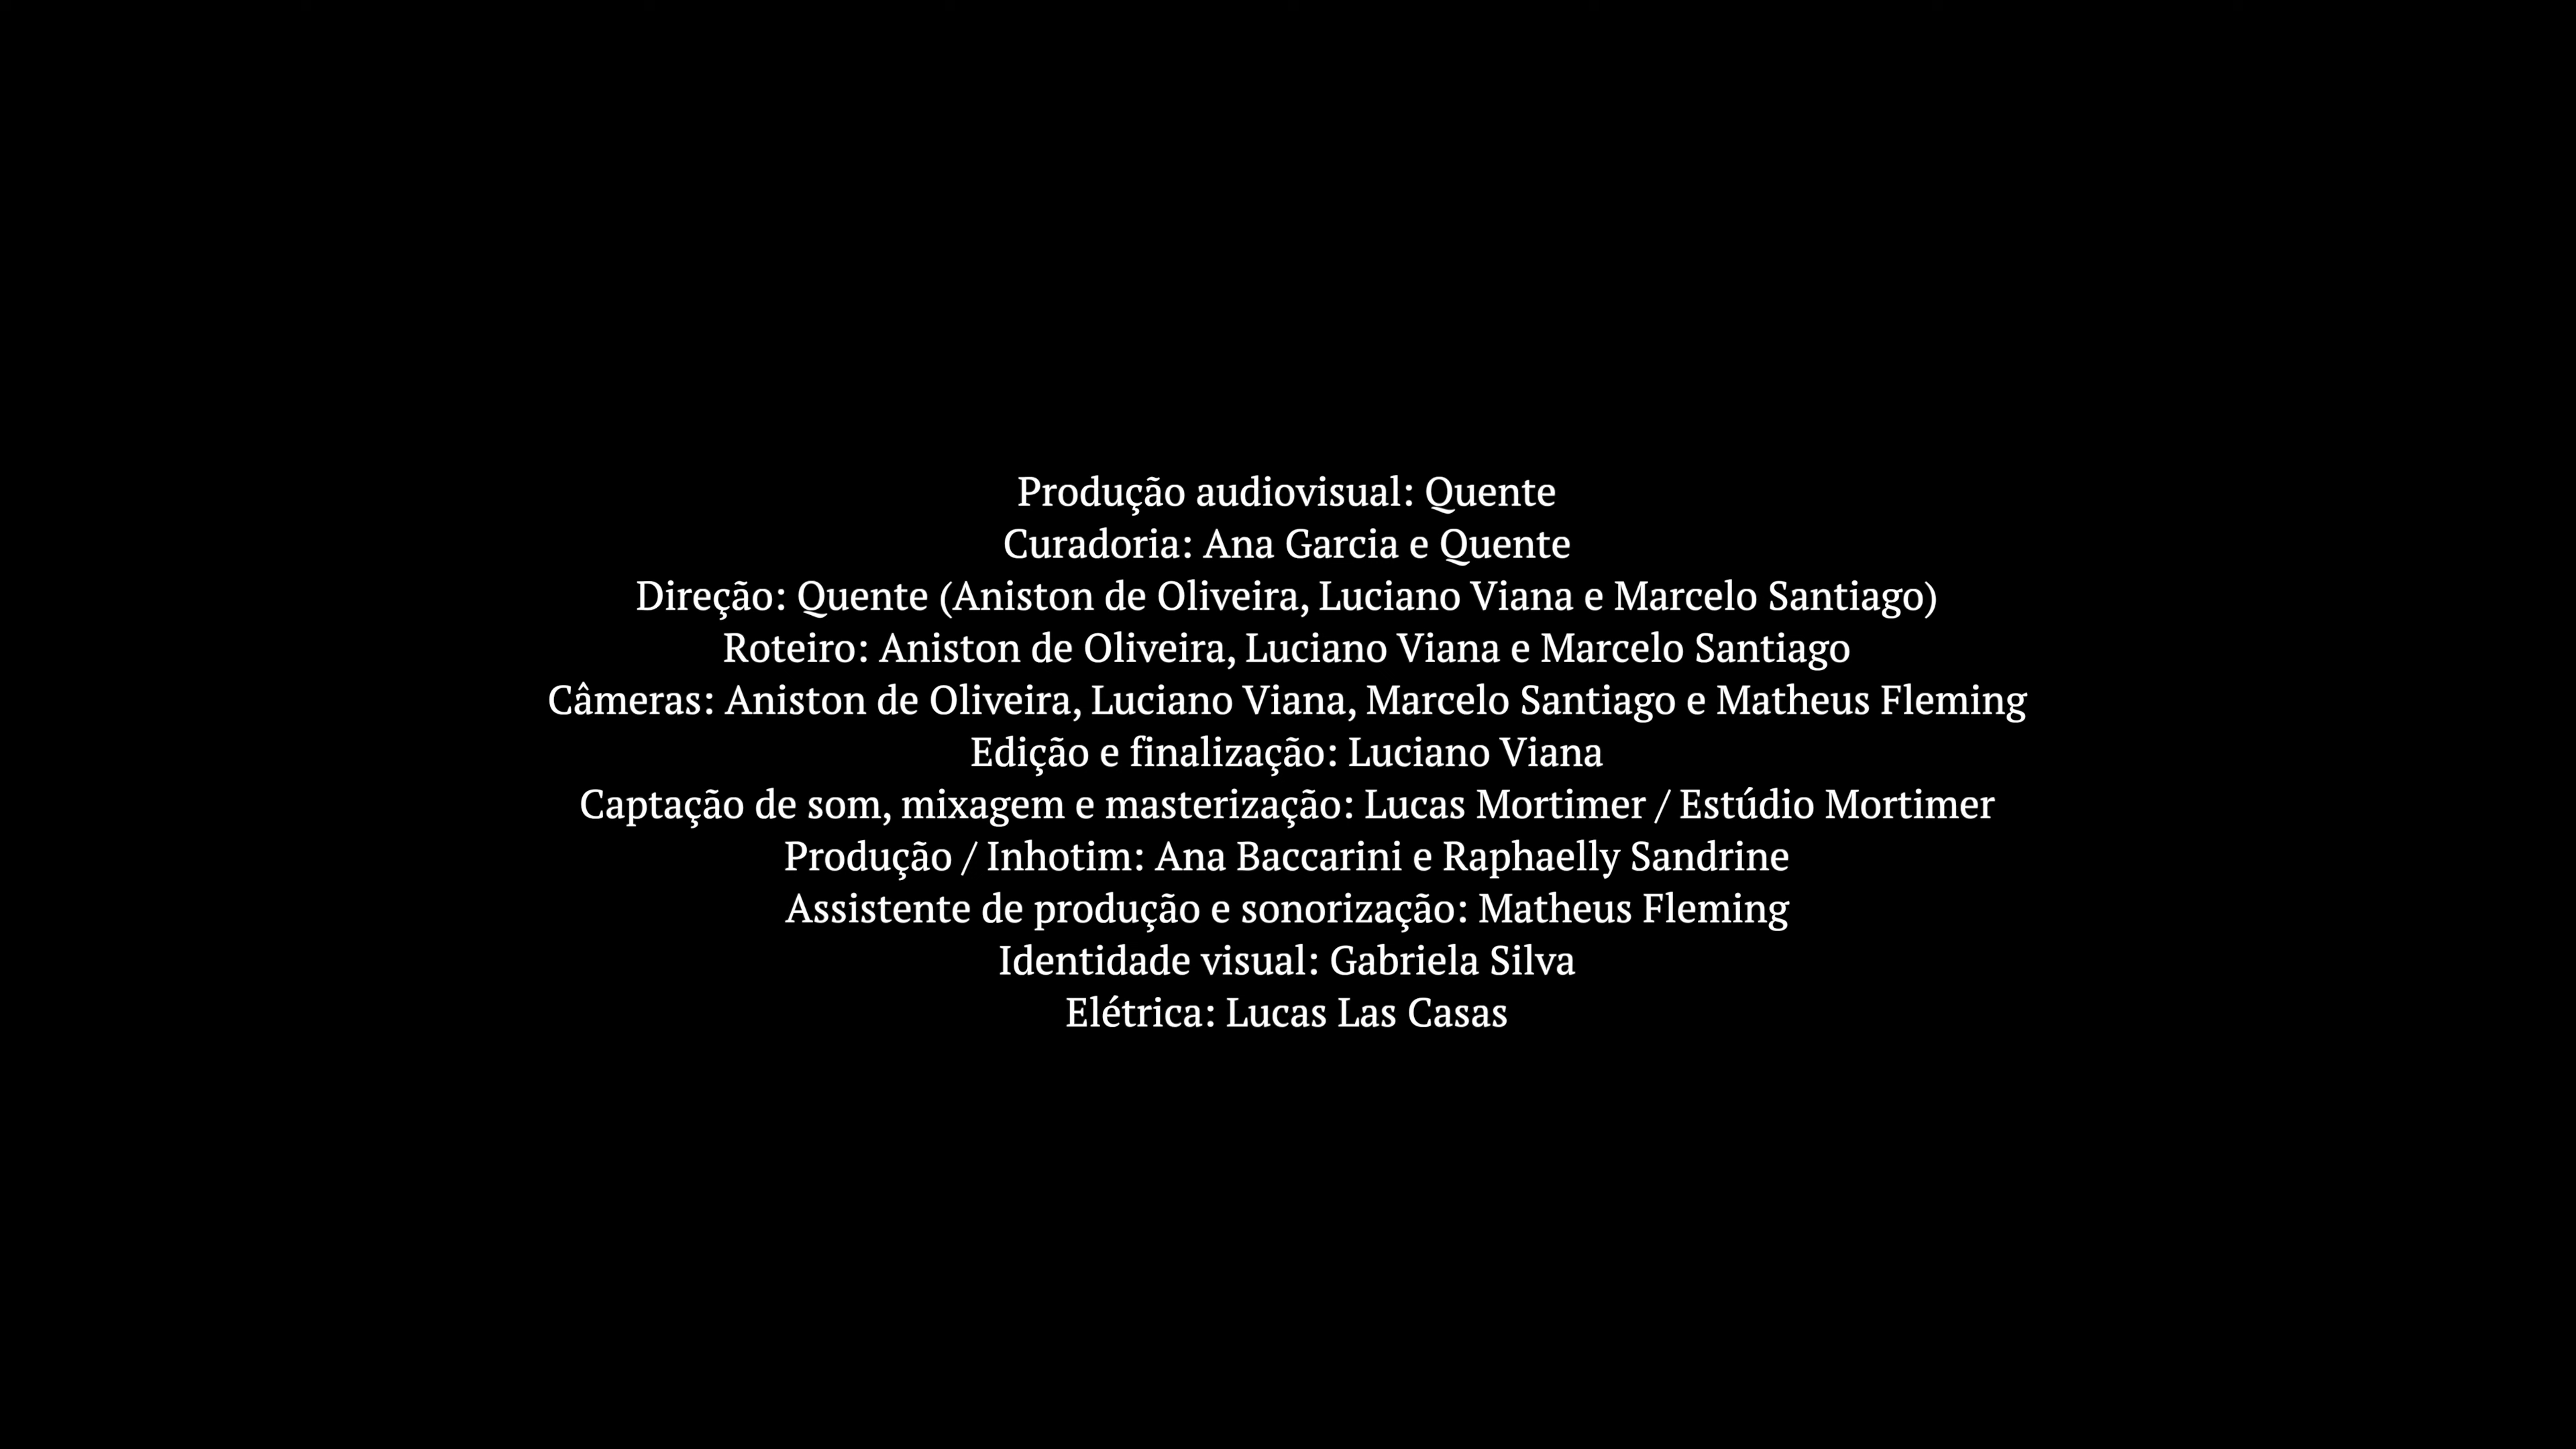 Produção audiovisual: Quente
Curadoria: Ana Garcia e Quente
Direção: Quente (Aniston de Oliveira, Luciano Viana e Marcelo Santiago)
Roteiro: Aniston de Oliveira, Luciano Viana e Marcelo Santiago
Câmeras: Aniston de Oliveira, Luciano Viana, Marcelo Santiago e Matheus Fleming
Edição e finalização: Luciano Viana
Captação de som, mixagem e masterização: Lucas Mortimer / Estúdio Mortimer
Produção / Inhotim: Ana Baccarini e Raphaelly Sandrine
Assistente de produção e sonorização: Matheus Fleming
Identidade visual: Gabriela Silva
Elétrica: Lucas Las Casas